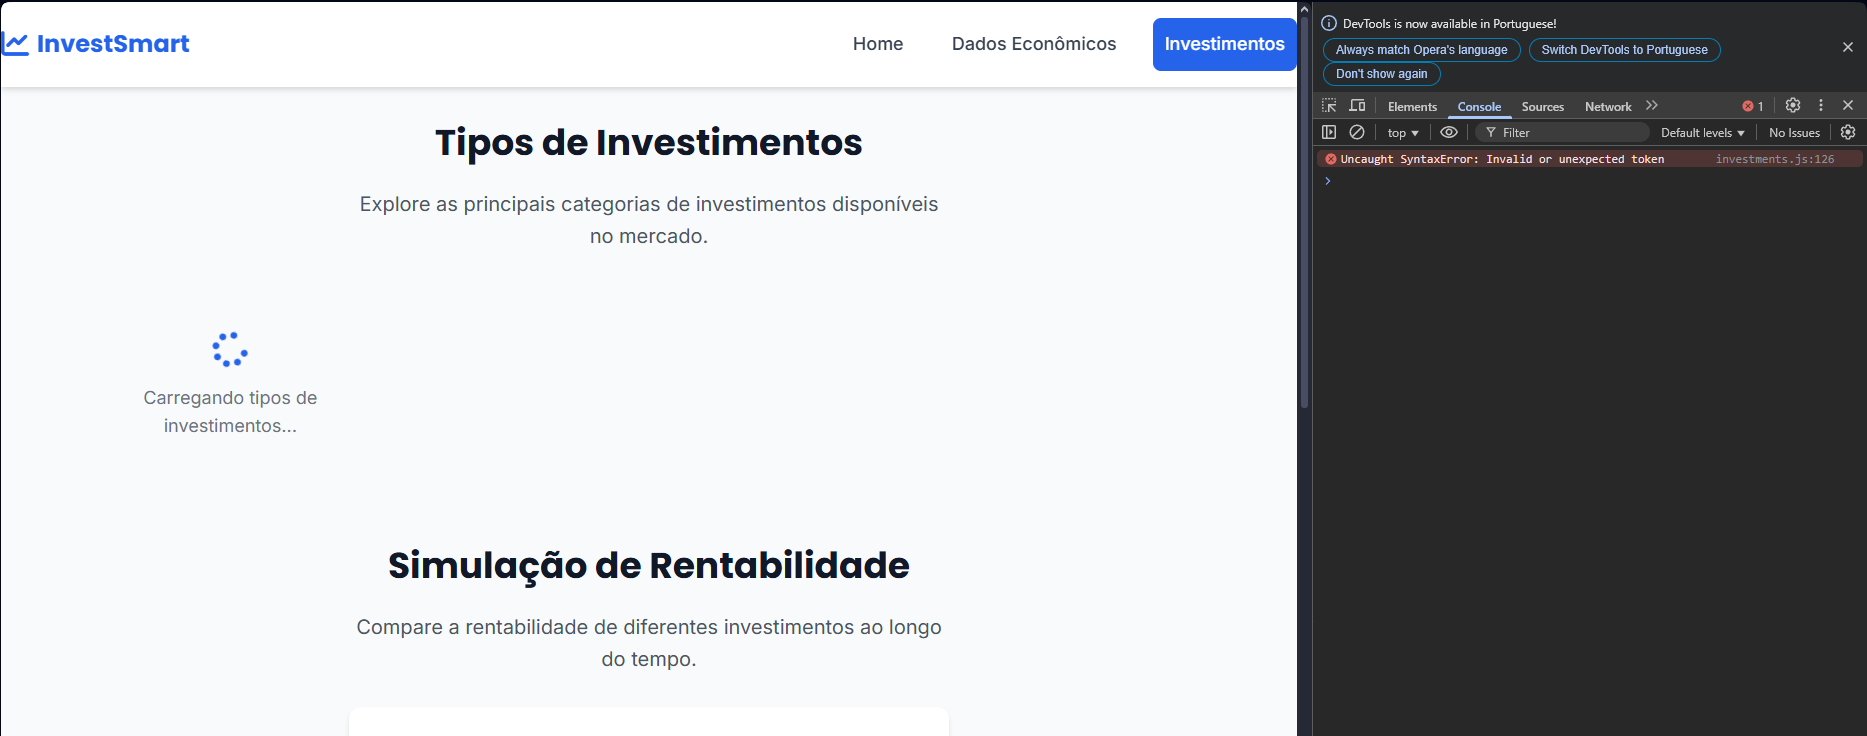 InvestSmart
Home
Dados Econômicos
Investimentos
Tipos de Investimentos
Explore as principais categorias de investimentos disponíveis
no mercado.
Carregando tipos de
investimentos...
Simulação de Rentabilidade
Compare a rentabilidade de diferentes investimentos ao longo
do tempo.
DevTools is now available in Portuguese!
Always match Opera's language
Switch DevTools to Portuguese
Don't show again
Elements
Console
Sources
Network
1
top
Filter
Default levels
No Issues
Uncaught SyntaxError: Invalid or unexpected token
investments.js:126